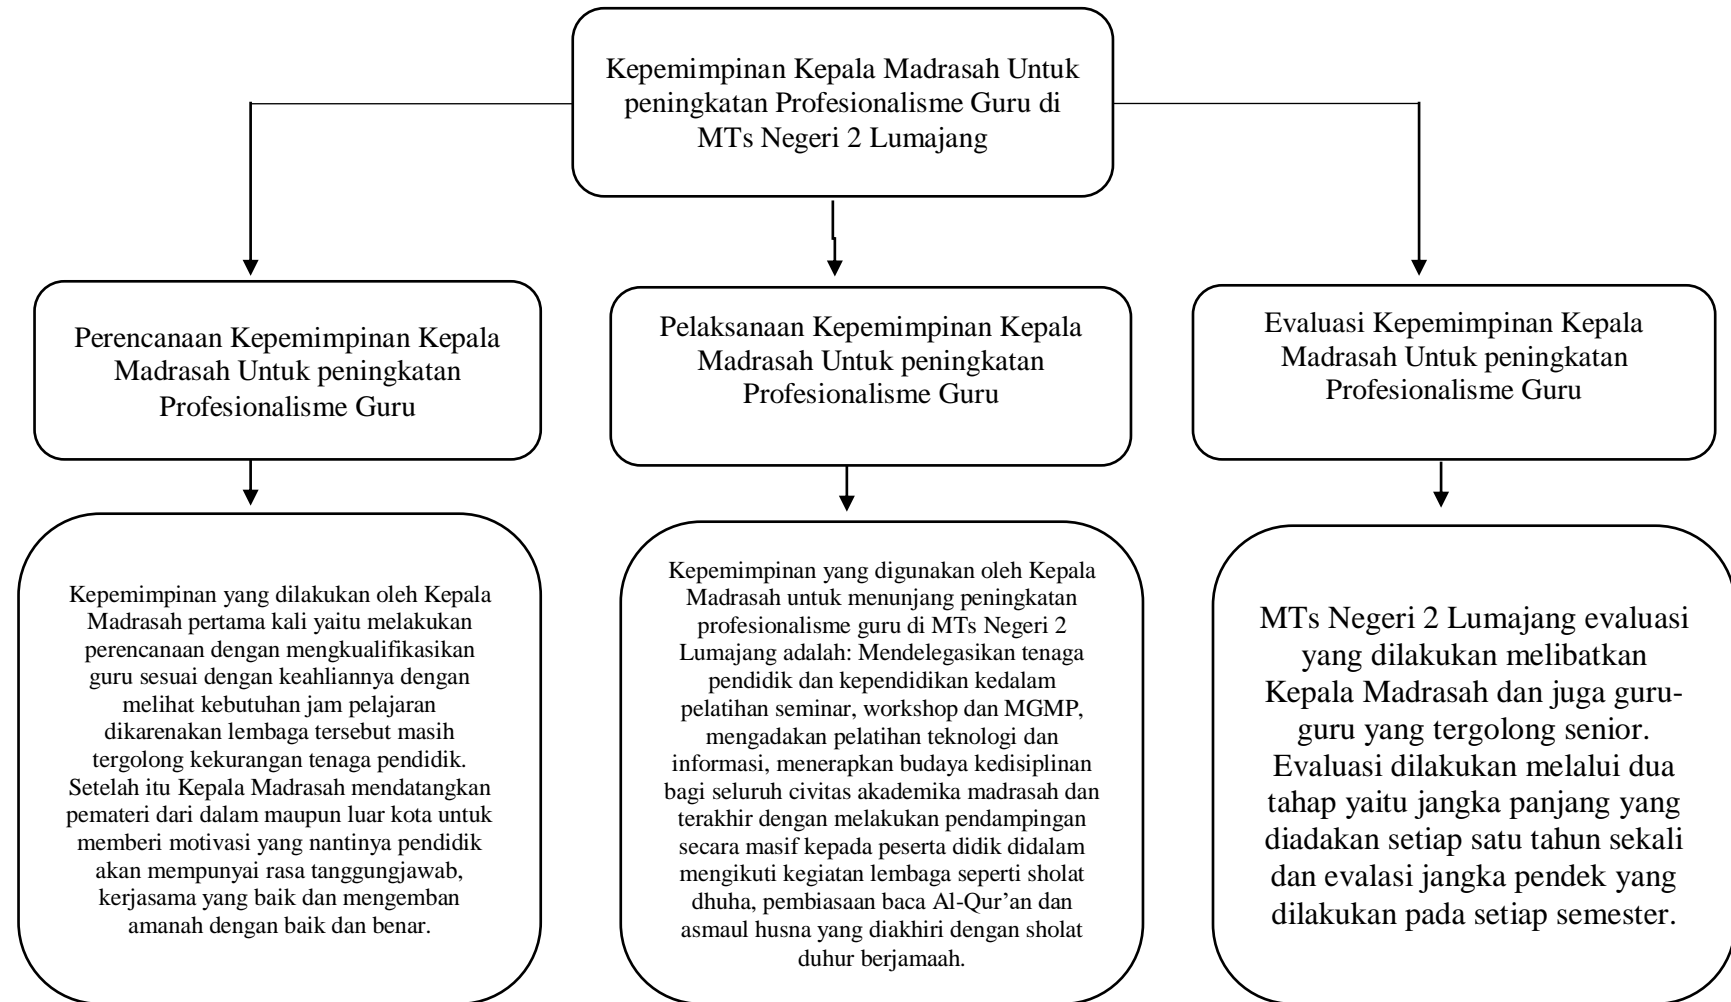 Kepemimpinan Kepala Madrasah Untuk
peningkatan Profesionalisme Guru di
MTs Negeri 2 Lumajang
Perencanaan Kepemimpinan Kepala
Madrasah Untuk peningkatan
Profesionalisme Guru
Pelaksanaan Kepemimpinan Kepala
Madrasah Untuk peningkatan
Profesionalisme Guru
Evaluasi Kepemimpinan Kepala
Madrasah Untuk peningkatan
Profesionalisme Guru
Kepemimpinan yang dilakukan oleh Kepala
Madrasah pertama kali yaitu melakukan
perencanaan dengan mengkualifikasikan
guru sesuai dengan keahliannya dengan
melihat kebutuhan jam pelajaran
dikarenakan lembaga tersebut masih
tergolong kekurangan tenaga pendidik.
Setelah itu Kepala Madrasah mendatangkan
pemateri dari dalam maupun luar kota untuk
memberi motivasi yang nantinya pendidik
akan mempunyai rasa tanggungjawab,
kerjasama yang baik dan mengemban
amanah dengan baik dan benar.
Kepemimpinan yang digunakan oleh Kepala
Madrasah untuk menunjang peningkatan
profesionalisme guru di MTs Negeri 2
Lumajang adalah: Mendelegasikan tenaga
pendidik dan kependidikan kedalam
pelatihan seminar, workshop dan MGMP,
mengadakan pelatihan teknologi dan
informasi, menerapkan budaya kedisiplinan
bagi seluruh civitas akademika madrasah dan
terakhir dengan melakukan pendampingan
secara masif kepada peserta didik didalam
mengikuti kegiatan lembaga seperti sholat
dhuha, pembiasaan baca Al-Qur’an dan
asmaul husna yang diakhiri dengan sholat
duhur berjamaah.
MTs Negeri 2 Lumajang evaluasi
yang dilakukan melibatkan
Kepala Madrasah dan juga guru-
guru yang tergolong senior.
Evaluasi dilakukan melalui dua
tahap yaitu jangka panjang yang
diadakan setiap satu tahun sekali
dan evalasi jangka pendek yang
dilakukan pada setiap semester.